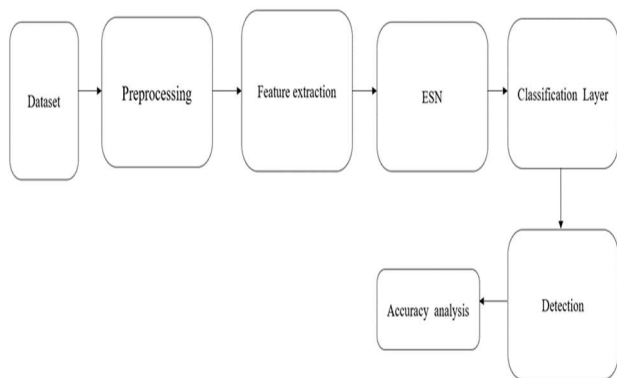 Dataset
Preprocessing
Feature extraction
ESN
Classification Layer
Detection
Accuracy analysis